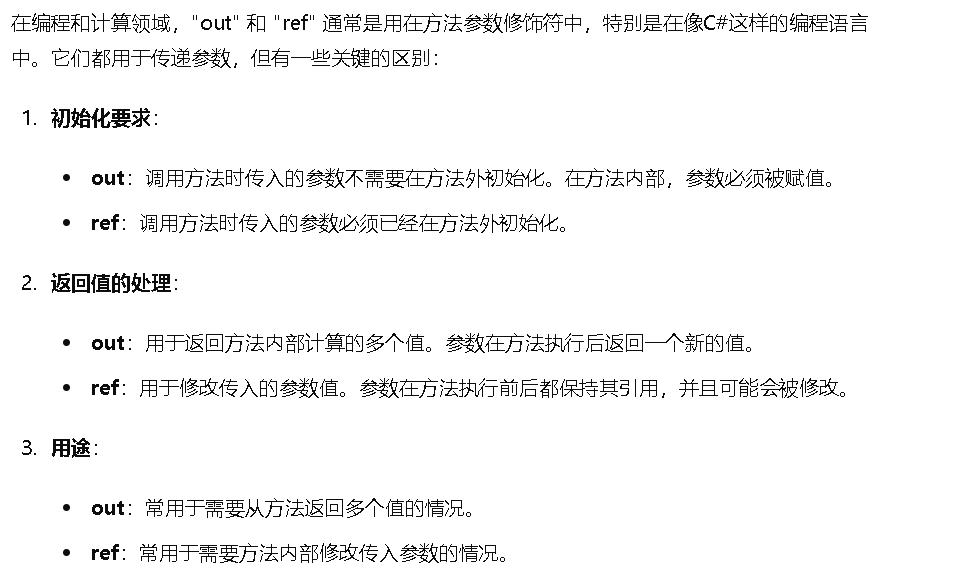 在编程和计算领域，"out" 和 "ref" 通常是用在方法参数修饰符中，特别是在像C#这样的编程语言
中。它们都用于传递参数，但有一些关键的区别：
1. 初始化要求：
• out：调用方法时传入的参数不需要在方法外初始化。在方法内部，参数必须被赋值。
• ref：调用方法时传入的参数必须已经在方法外初始化。
2. 返回值的处理：
• out：用于返回方法内部计算的多个值。参数在方法执行后返回一个新的值。
• ref：用于修改传入的参数值。参数在方法执行前后都保持其引用，并且可能会被修改。
3. 用途：
• out：常用于需要从方法返回多个值的情况。
• ref：常用于需要方法内部修改传入参数的情况。